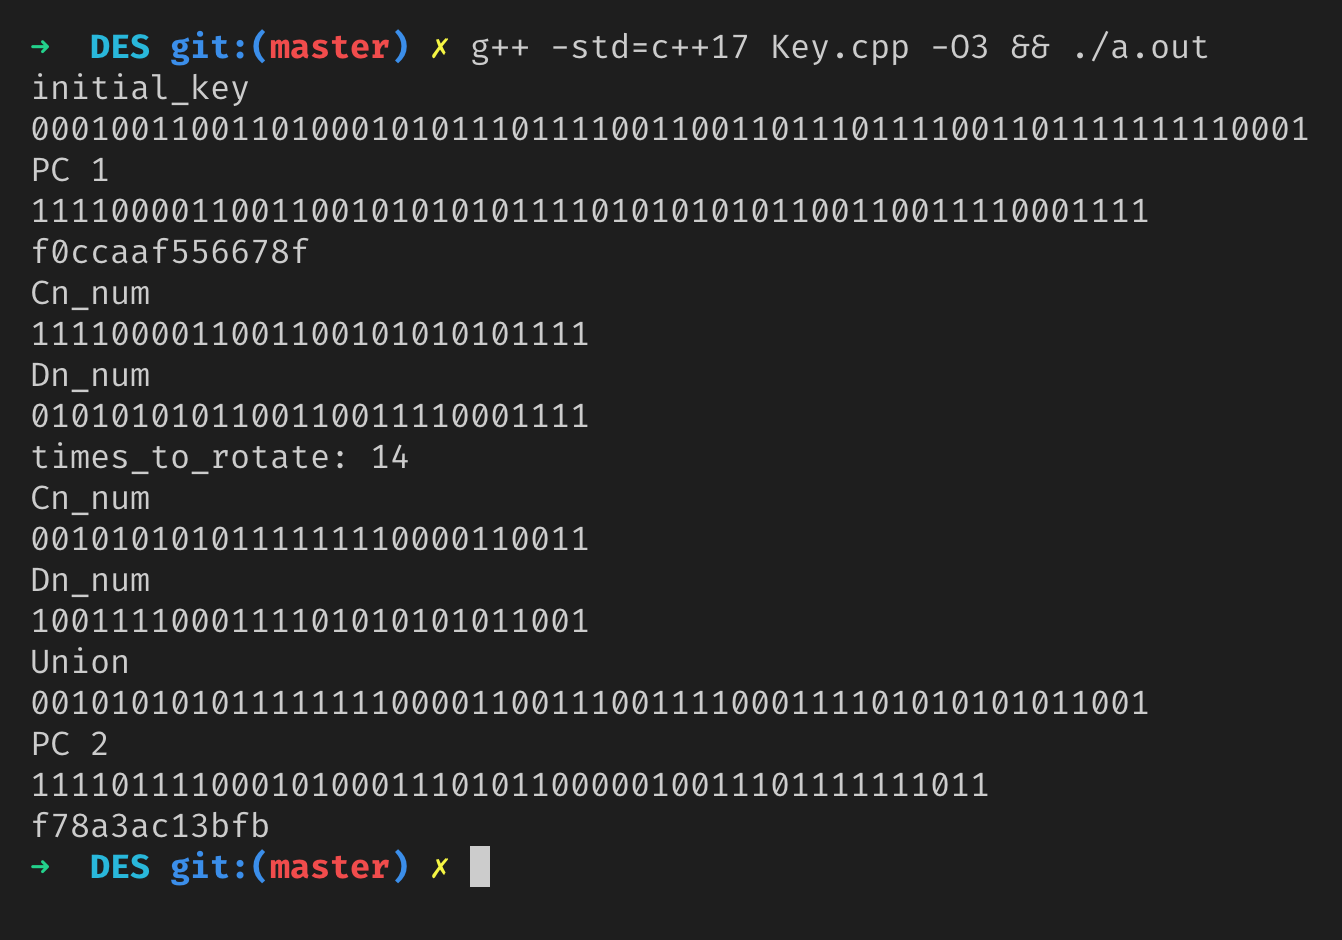 ➜ DES git:(master) ✗ g++ -std=c++17 Key.cpp -O3 && ./a.out
initial_key
0001001100110100010101110111100110011011101111001101111111110001
PC 1
11110000110011001010101011110101010101100110011110001111
f0ccaaf556678f
Cn_num
1111000011001100101010101111
Dn_num
0101010101100110011110001111
times_to_rotate: 14
Cn_num
0010101010111111110000110011
Dn_num
1001111000111101010101011001
Union
00101010101111111100001100111001111000111101010101011001
PC 2
111101111000101000111010110000010011101111111011
f78a3ac13bfb
➜ DES git:(master) ✗